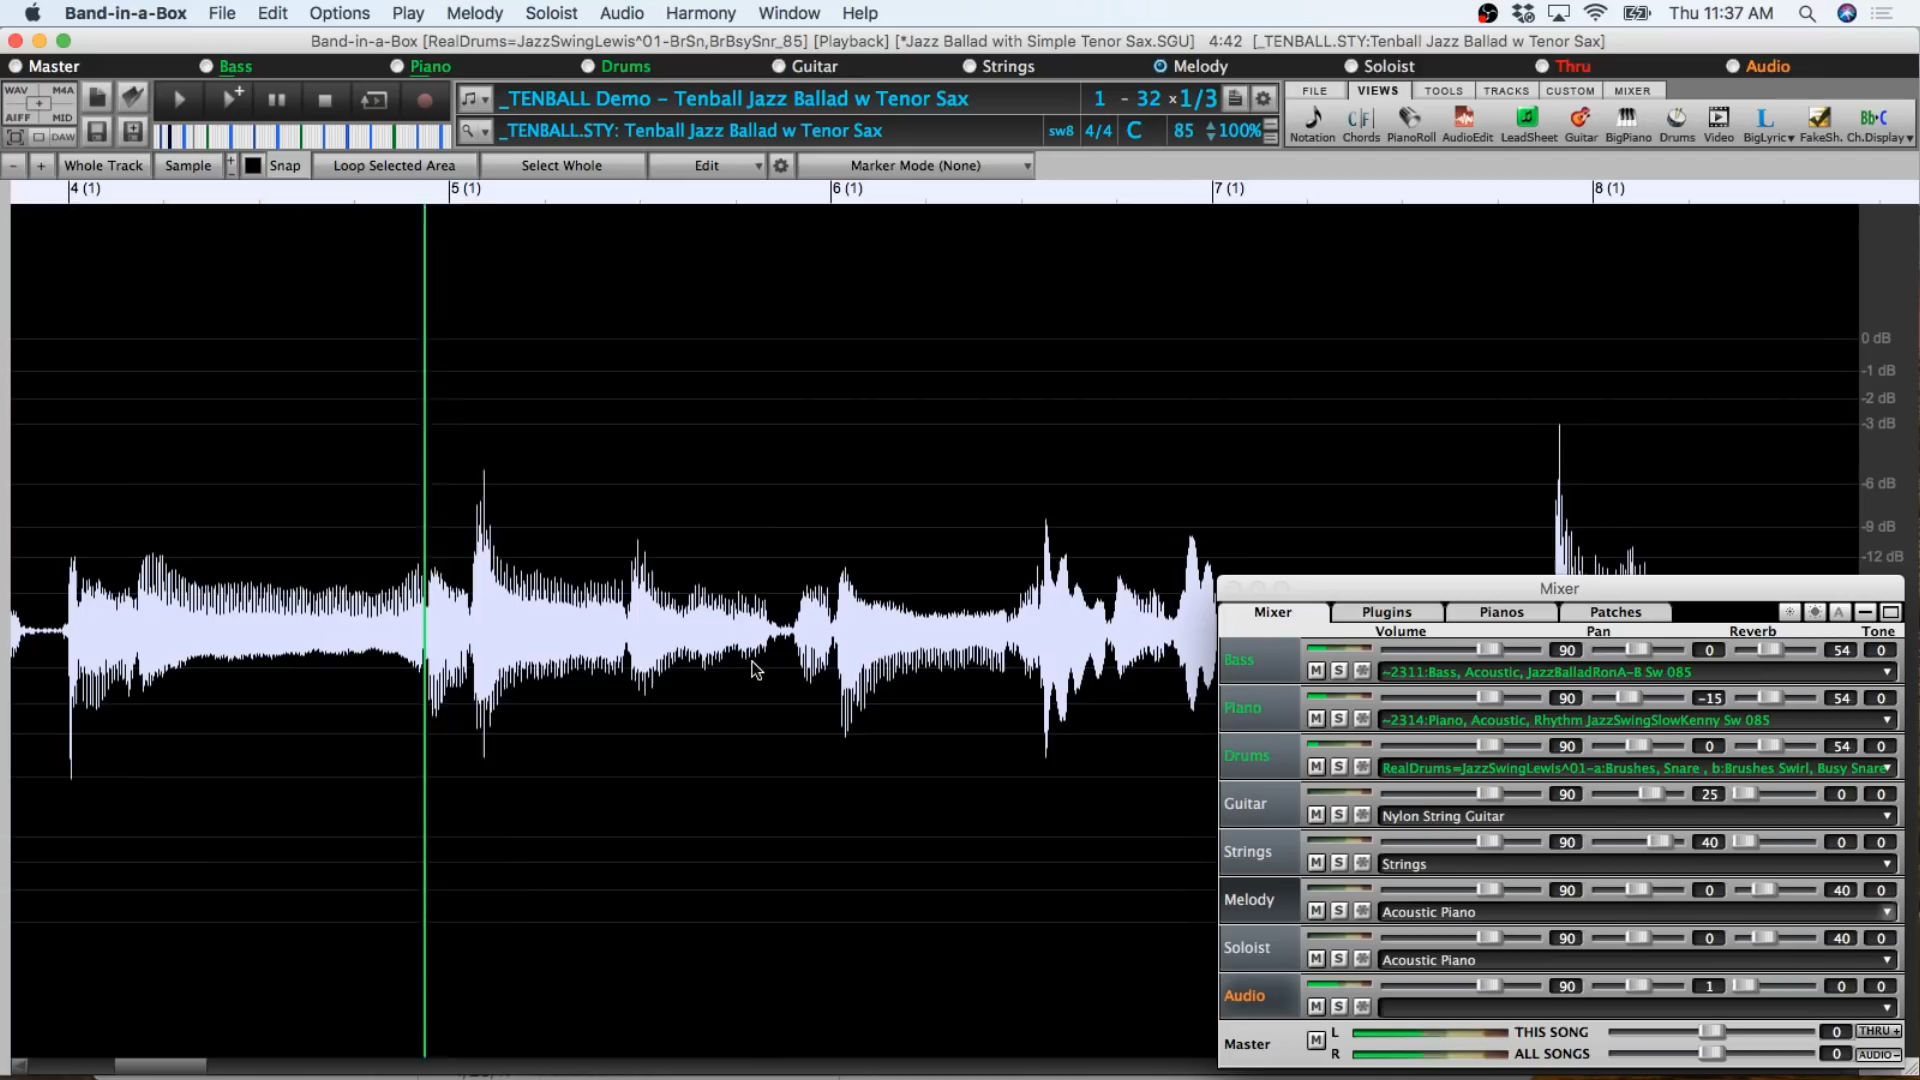 Band-in-a-Box File Edit Options Play Melody Soloist Audio Harmony Window Help Thu 11:37 AM
Band-in-a-Box [RealDrums=JazzSwingLewis^01-BrSn,BrBsySnr_85] [Playback] [*Jazz Ballad with Simple Tenor Sax.SGU] 4:42 [_TENBALL.STY:Tenball Jazz Ballad w Tenor Sax]
Master Bass Piano Drums Guitar Strings Melody Soloist Thru Audio
WAV M4A AIFF MID DAW
_TENBALL Demo - Tenball Jazz Ballad w Tenor Sax 1 - 32 x1/3
_TENBALL.STY: Tenball Jazz Ballad w Tenor Sax sw8 4/4 C 85 100%
FILE VIEWS TOOLS TRACKS CUSTOM MIXER
C/F Bb›C
Notation Chords PianoRoll AudioEdit LeadSheet Guitar BigPiano Drums Video BigLyric FakeSh. Ch.Display
- + Whole Track Sample + - Snap Loop Selected Area Select Whole Edit Marker Mode (None)
4 (1) 5 (1) 6 (1) 7 (1) 8 (1)
0 dB
-1 dB
-2 dB
-3 dB
-6 dB
-9 dB
-12 dB
Mixer
Mixer Plugins Pianos Patches A
Volume Pan Reverb Tone
Bass 90 0 54 0
M S ~2311:Bass, Acoustic, JazzBalladRonA-B Sw 085
Piano 90 -15 54 0
M S ~2314:Piano, Acoustic, Rhythm JazzSwingSlowKenny Sw 085
Drums 90 0 54 0
M S RealDrums=JazzSwingLewis^01-a:Brushes, Snare , b:Brushes Swirl, Busy Snare
Guitar 90 25 0 0
M S Nylon String Guitar
Strings 90 40 0 0
M S Strings
Melody 90 0 40 0
M S Acoustic Piano
Soloist 90 0 40 0
M S Acoustic Piano
Audio 90 1 0 0
M S
Master M L THIS SONG 0 THRU +
R ALL SONGS 0 AUDIO-